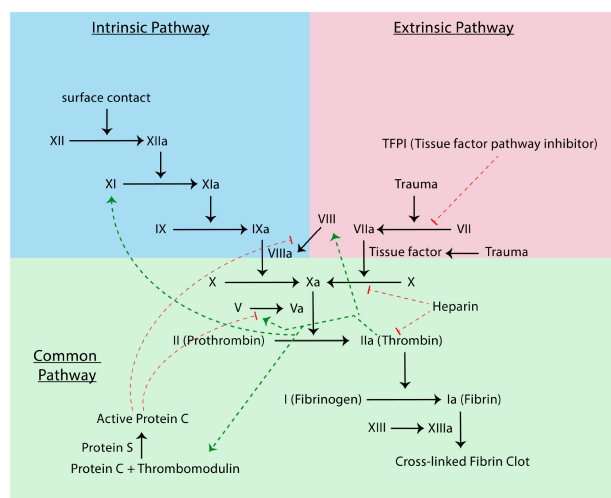 Intrinsic Pathway
Extrinsic Pathway
surface contact
TFPI (Tissue factor pathway inhibitor)
XII
XIIa
XI
XIa
Trauma
IX
IXa
VIII
VIIa
VII
VIIIa
Tissue factor
Trauma
X
Xa
X
V
Va
Heparin
II (Prothrombin)
IIa (Thrombin)
Common
Pathway
I (Fibrinogen)
Ia (Fibrin)
Active Protein C
XIII
XIIIa
Protein S
Protein C + Thrombomodulin
Cross-linked Fibrin Clot